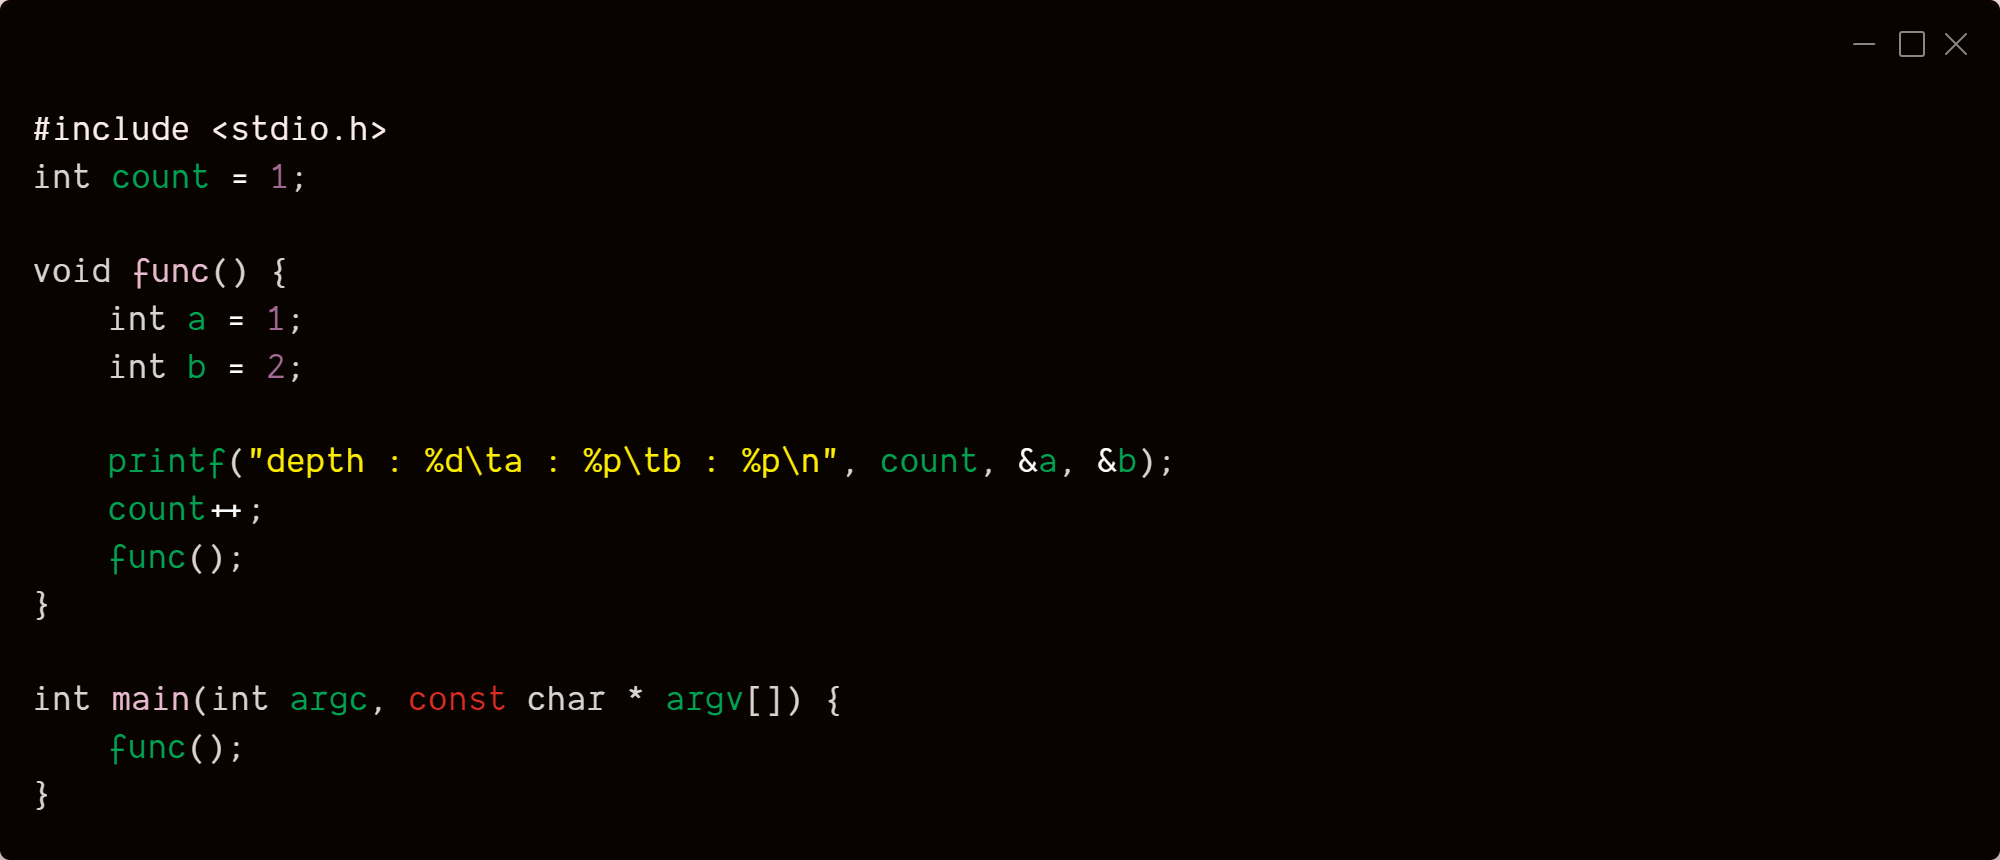 #include <stdio.h>
int count = 1;

void func() {
    int a = 1;
    int b = 2;

    printf("depth : %d\ta : %p\tb : %p\n", count, &a, &b);
    count++;
    func();
}

int main(int argc, const char * argv[]) {
    func();
}